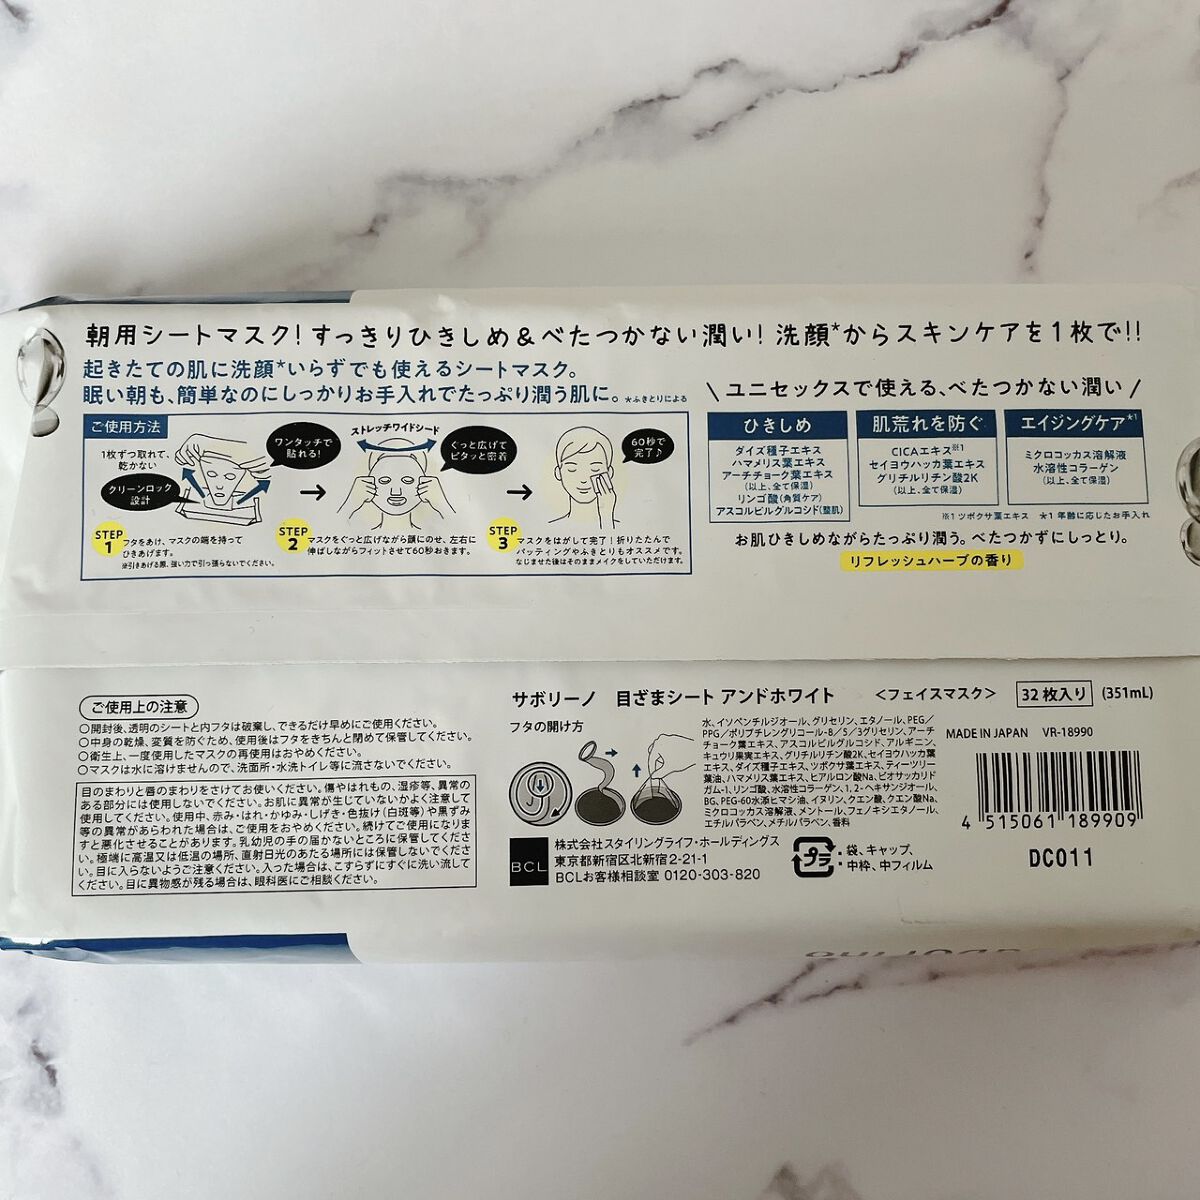 朝用シートマスク!すっきりひきしめ&べたつかない潤い!洗顔*からスキンケアを1枚で!!
起きたての肌に洗顔*いらずでも使えるシートマスク。
眠い朝も、簡単なのにしっかりお手入れでたっぷり潤う肌に。*ふきとりによる
ご使用方法
1枚ずつ取れて、
乾かない
クリーンロック
設計
ワンタッチで
貼れる!
STEP
1
フタをあけ、マスクの端を持って
ひきあげます。
※引きあげる際、強い力で引っ張らないでください。
ストレッチワイドシート
ぐっと広げて
ピタッと密着
STEP
2
マスクをぐっと広げながら顔にのせ、左右に
伸ばしながらフィットさせて60秒おきます。
60秒で
完了♪
STEP
3
マスクをはがして完了!折りたたんで
パッティングやふきとりもオススメです。
なじませた後はそのままメイクをしていただけます。
\ ユニセックスで使える、べたつかない潤い /
ひきしめ
ダイズ種子エキス
ハマメリス葉エキス
アーチチョーク葉エキス
(以上、全て保湿)
リンゴ酸(角質ケア)
アスコルビルグルコシド(整肌)
肌荒れを防ぐ
CICAエキス※1
セイヨウハッカ葉エキス
グリチルリチン酸2K
(以上、全て保湿)
エイジングケア*1
ミクロコッカス溶解液
水溶性コラーゲン
(以上、全て保湿)
※1 ツボクサ葉エキス *1 年齢に応じたお手入れ
お肌ひきしめながらたっぷり潤う。べたつかずにしっとり。
リフレッシュハーブの香り
ご使用上の注意
○開封後、透明のシートと内フタは破棄し、できるだけ早めにご使用ください。
○中身の乾燥、変質を防ぐため、使用後はフタをきちんと閉めて保管してください。
○衛生上、一度使用したマスクの再使用はおやめください。
○マスクは水に溶けませんので、洗面所・水洗トイレ等に流さないでください。
目のまわりと唇のまわりをさけてお使いください。傷やはれもの、湿疹等、異常の
ある部分には使用しないでください。お肌に異常が生じていないかよく注意して
使用してください。使用中、赤み・はれ・かゆみ・しげき・色抜け(白斑等)や黒ずみ
等の異常があらわれた場合は、ご使用をおやめください。続けてご使用になりま
すと悪化させることがあります。乳幼児の手の届かないところに保管してくださ
い。極端に高温又は低温の場所、直射日光のあたる場所には保管しないでくださ
い。目に入らないようご注意ください。入った場合は、こすらずにすぐに洗い流して
ください。目に異物感が残る場合は、眼科医にご相談ください。
サボリーノ 目ざまシート アンドホワイト <フェイスマスク> 32枚入り (351mL)
フタの開け方
水、イソペンチルジオール、グリセリン、エタノール、PEG/
PPG/ポリブチレングリコール-8/5/3グリセリン、アーチ
チョーク葉エキス、アスコルビルグルコシド、アルギニン、
キュウリ果実エキス、グリチルリチン酸2K、セイヨウハッカ葉
エキス、ダイズ種子エキス、ツボクサ葉エキス、ティーツリー
葉油、ハマメリス葉エキス、ヒアルロン酸Na、ビオサッカリド
ガム-1、リンゴ酸、水溶性コラーゲン、1,2-ヘキサンジオール、
BG、PEG-60水添ヒマシ油、イヌリン、クエン酸、クエン酸Na、
ミクロコッカス溶解液、メントール、フェノキシエタノール、
エチルパラベン、メチルパラベン、香料
MADE IN JAPAN VR-18990
4 515061 189909
BCL
株式会社スタイリングライフ・ホールディングス
東京都新宿区北新宿2-21-1
BCLお客様相談室 0120-303-820
プラ
:袋、キャップ、
:中枠、中フィルム
DC011